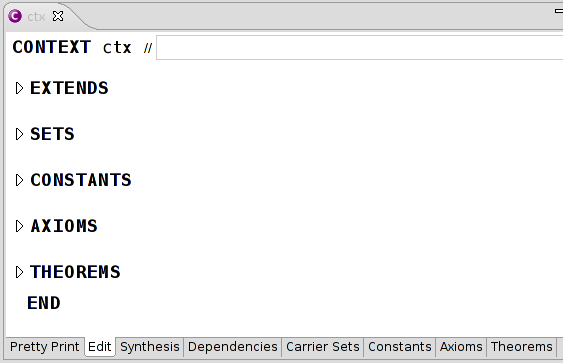 C ctx
CONTEXT ctx //
EXTENDS
SETS
CONSTANTS
AXIOMS
THEOREMS
END
Pretty Print Edit Synthesis Dependencies Carrier Sets Constants Axioms Theorems